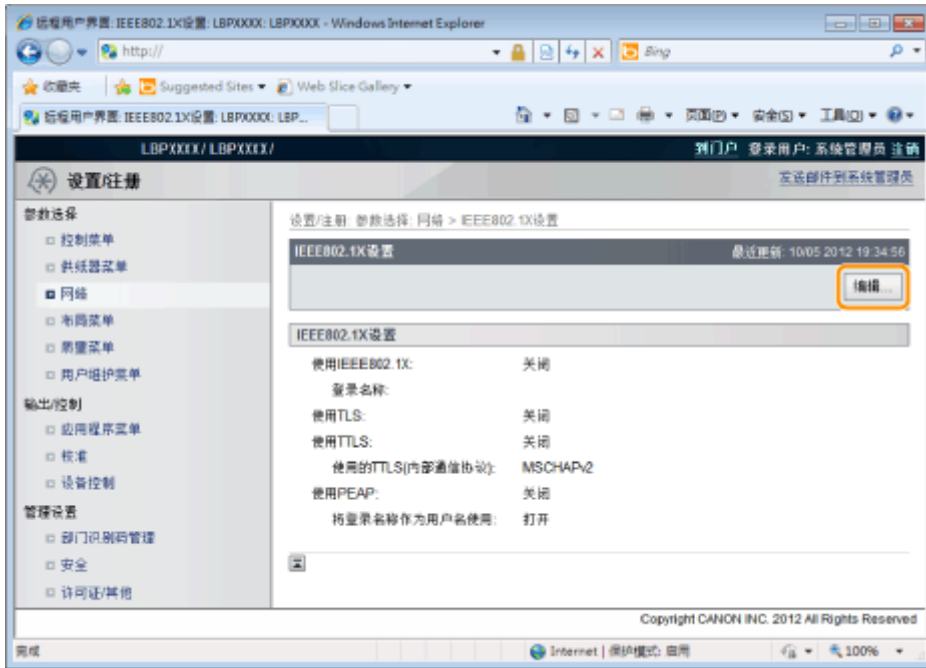 远程用户界面: IEEE802.1X设置: LBPXXXX: LBPXXXX - Windows Internet Explorer
http://
Bing
收藏夹 Suggested Sites Web Slice Gallery
远程用户界面: IEEE802.1X设置: LBPXXXX: LBP...
页面(P) 安全(S) 工具(O)
LBPXXXX/ LBPXXXX/
到门户 登录用户: 系统管理员 注销
设置/注册
发送邮件到系统管理员
参数选择
控制菜单
供纸器菜单
网络
布局菜单
质量菜单
用户维护菜单
输出/控制
应用程序菜单
校准
设备控制
管理设置
部门识别码管理
安全
许可证/其他
设置/注册: 参数选择: 网络 > IEEE802.1X设置
IEEE802.1X设置
最近更新: 10/05 2012 19:34:56
编辑...
IEEE802.1X设置
使用IEEE802.1X: 关闭
登录名称:
使用TLS: 关闭
使用TTLS: 关闭
使用的TTLS(内部通信协议): MSCHAPv2
使用PEAP: 关闭
将登录名称作为用户名使用: 打开
Copyright CANON INC. 2012 All Rights Reserved
完成
Internet | 保护模式: 启用
100%